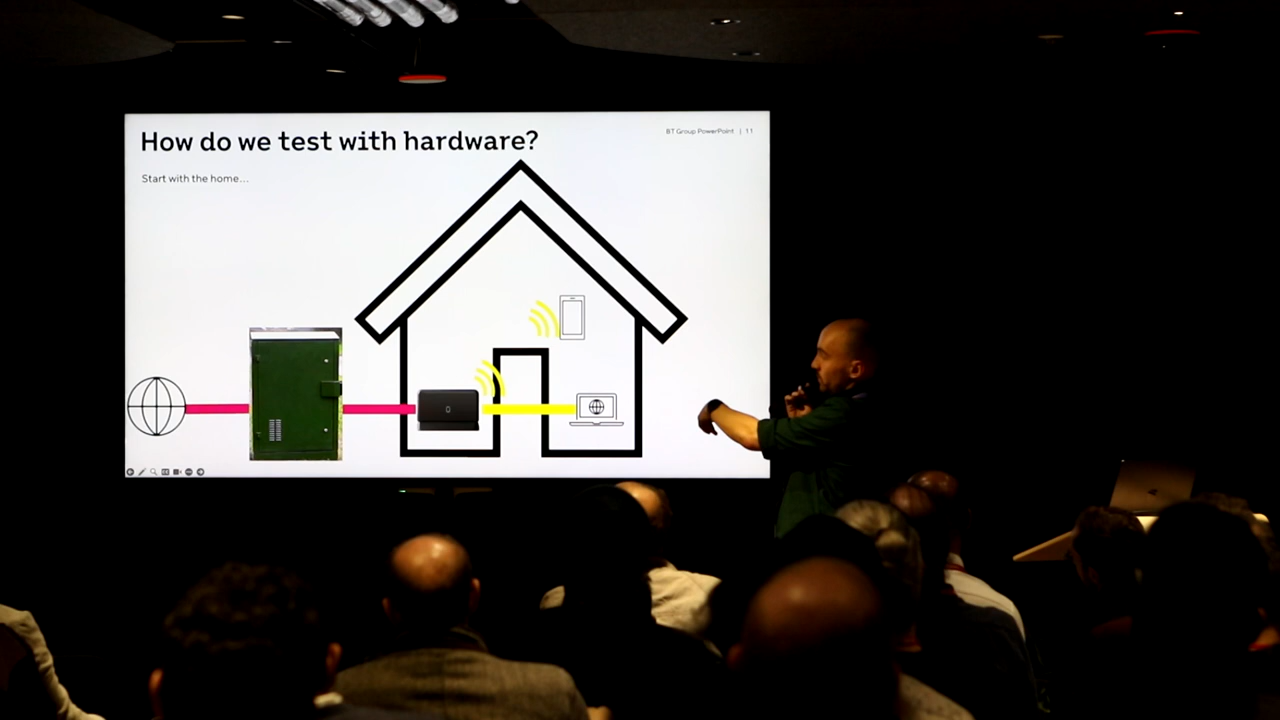 How do we test with hardware?
BT Group PowerPoint | 11
Start with the home...